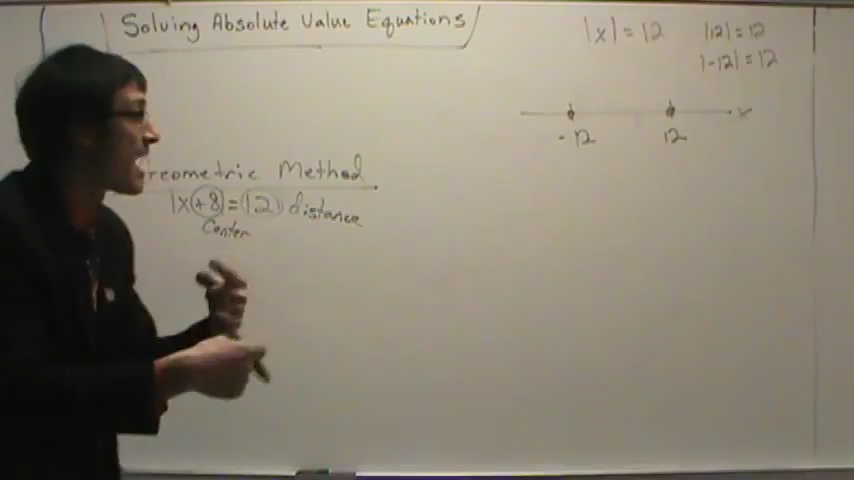 Solving Absolute Value Equations
|x| = 12
|12| = 12
|-12| = 12
-12 12 x
Geometric Method
|x+8| = 12 distance
Center